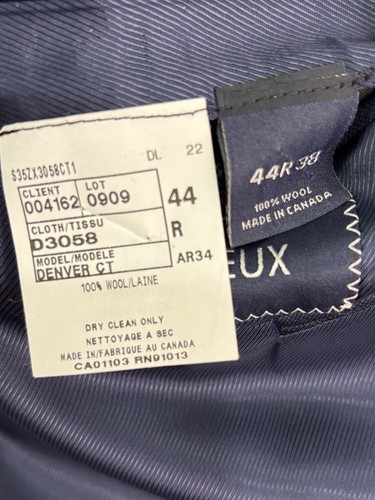 S35ZX3058CT1
DL 22
CLIENT LOT
004162 0909 44
CLOTH/TISSU
D3058 R
MODEL/MODELE
DENVER CT AR34
100% WOOL/LAINE
DRY CLEAN ONLY
NETTOYAGE A SEC
MADE IN/FABRIQUE AU CANADA
CA01103 RN91013
44R 38
100% WOOL
MADE IN CANADA
EUX